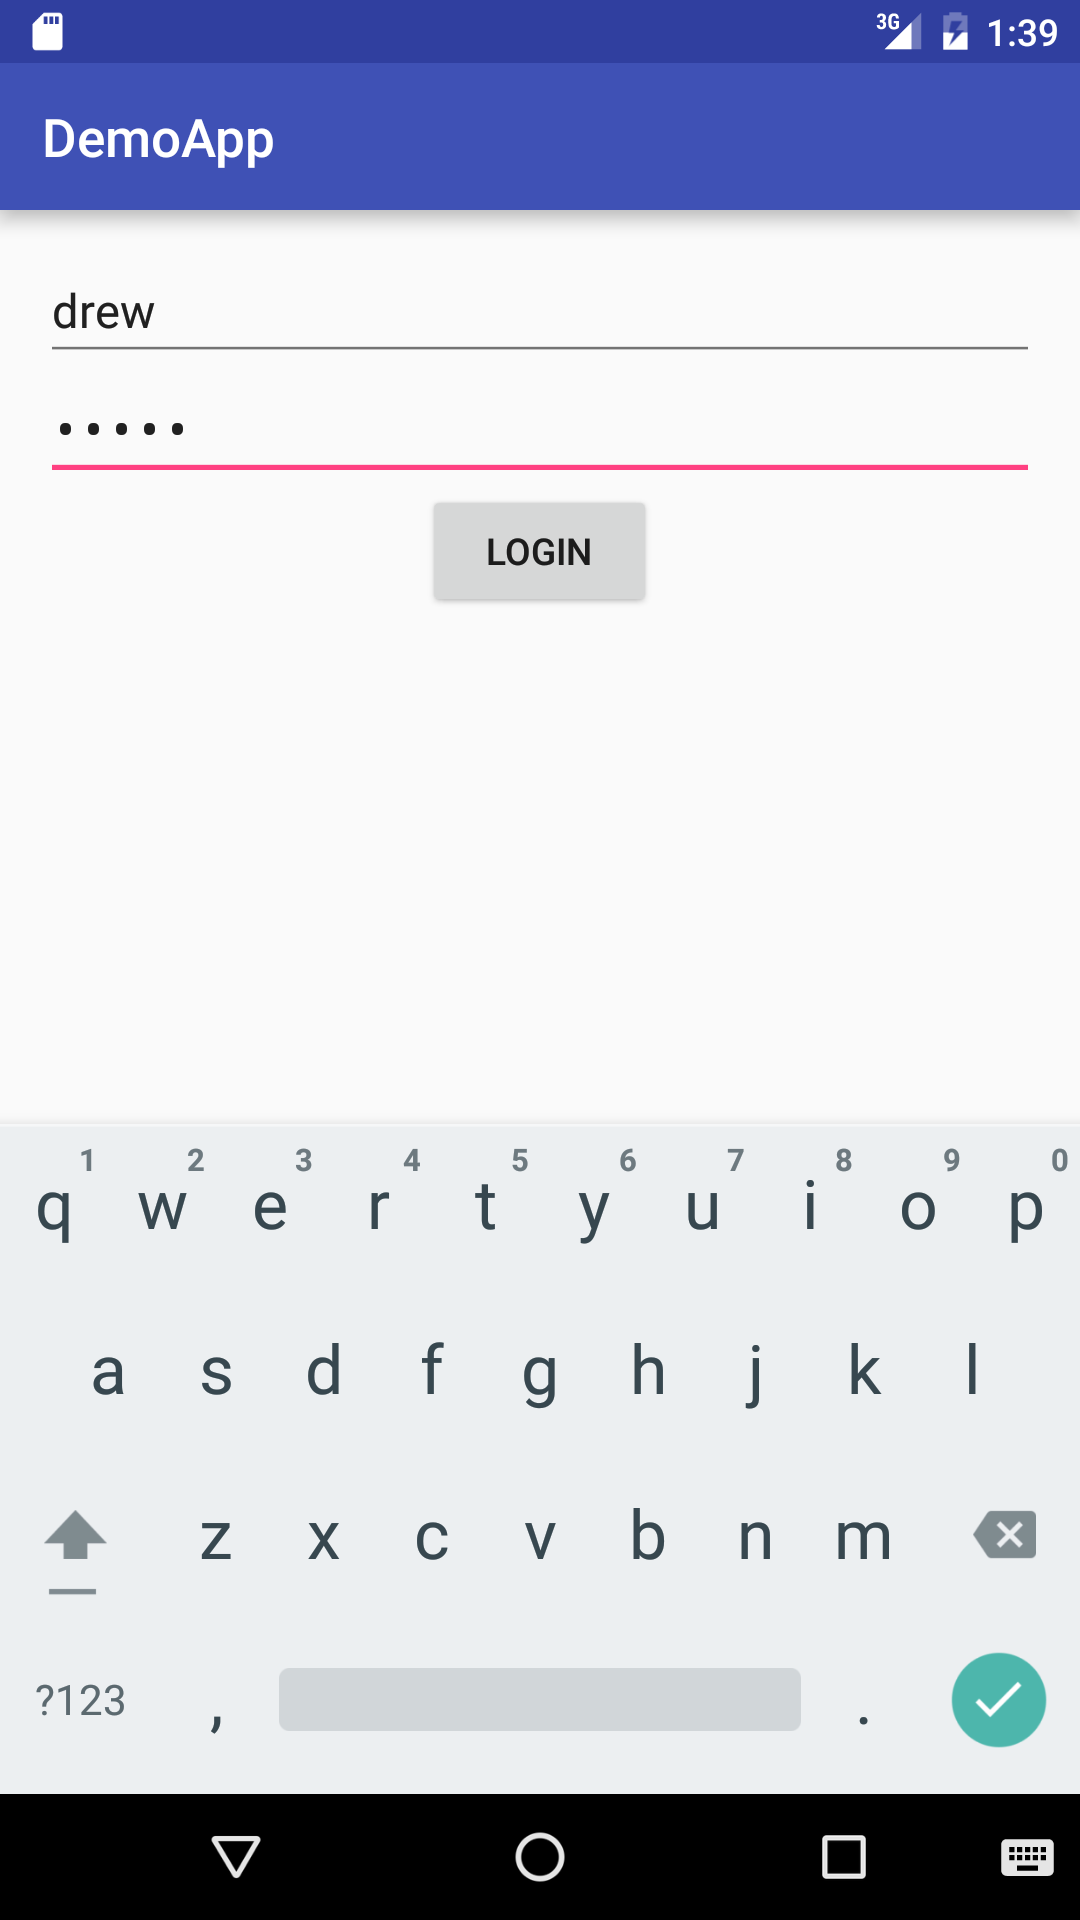 3G 1:39
DemoApp
drew
•••••
LOGIN
1 2 3 4 5 6 7 8 9 0
q w e r t y u i o p
a s d f g h j k l
z x c v b n m
?123 , .